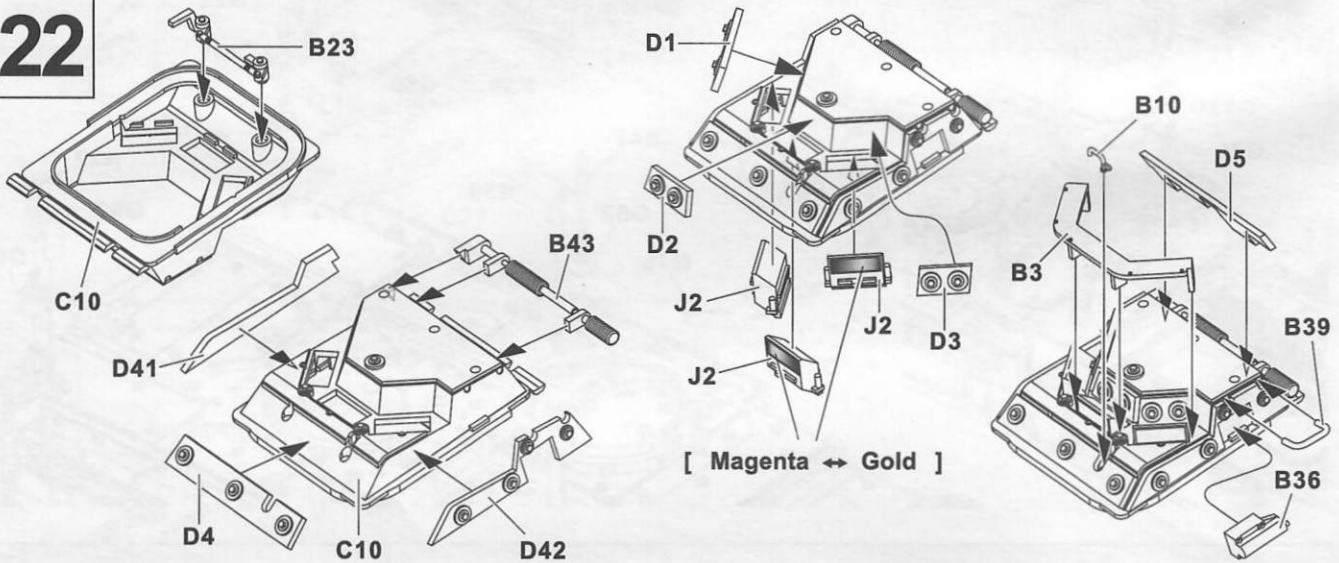 22
B23
C10
D1
D2
J2
J2
J2
D3
[ Magenta ↔ Gold ]
B43
D41
D4
C10
D42
B10
D5
B3
B39
B36